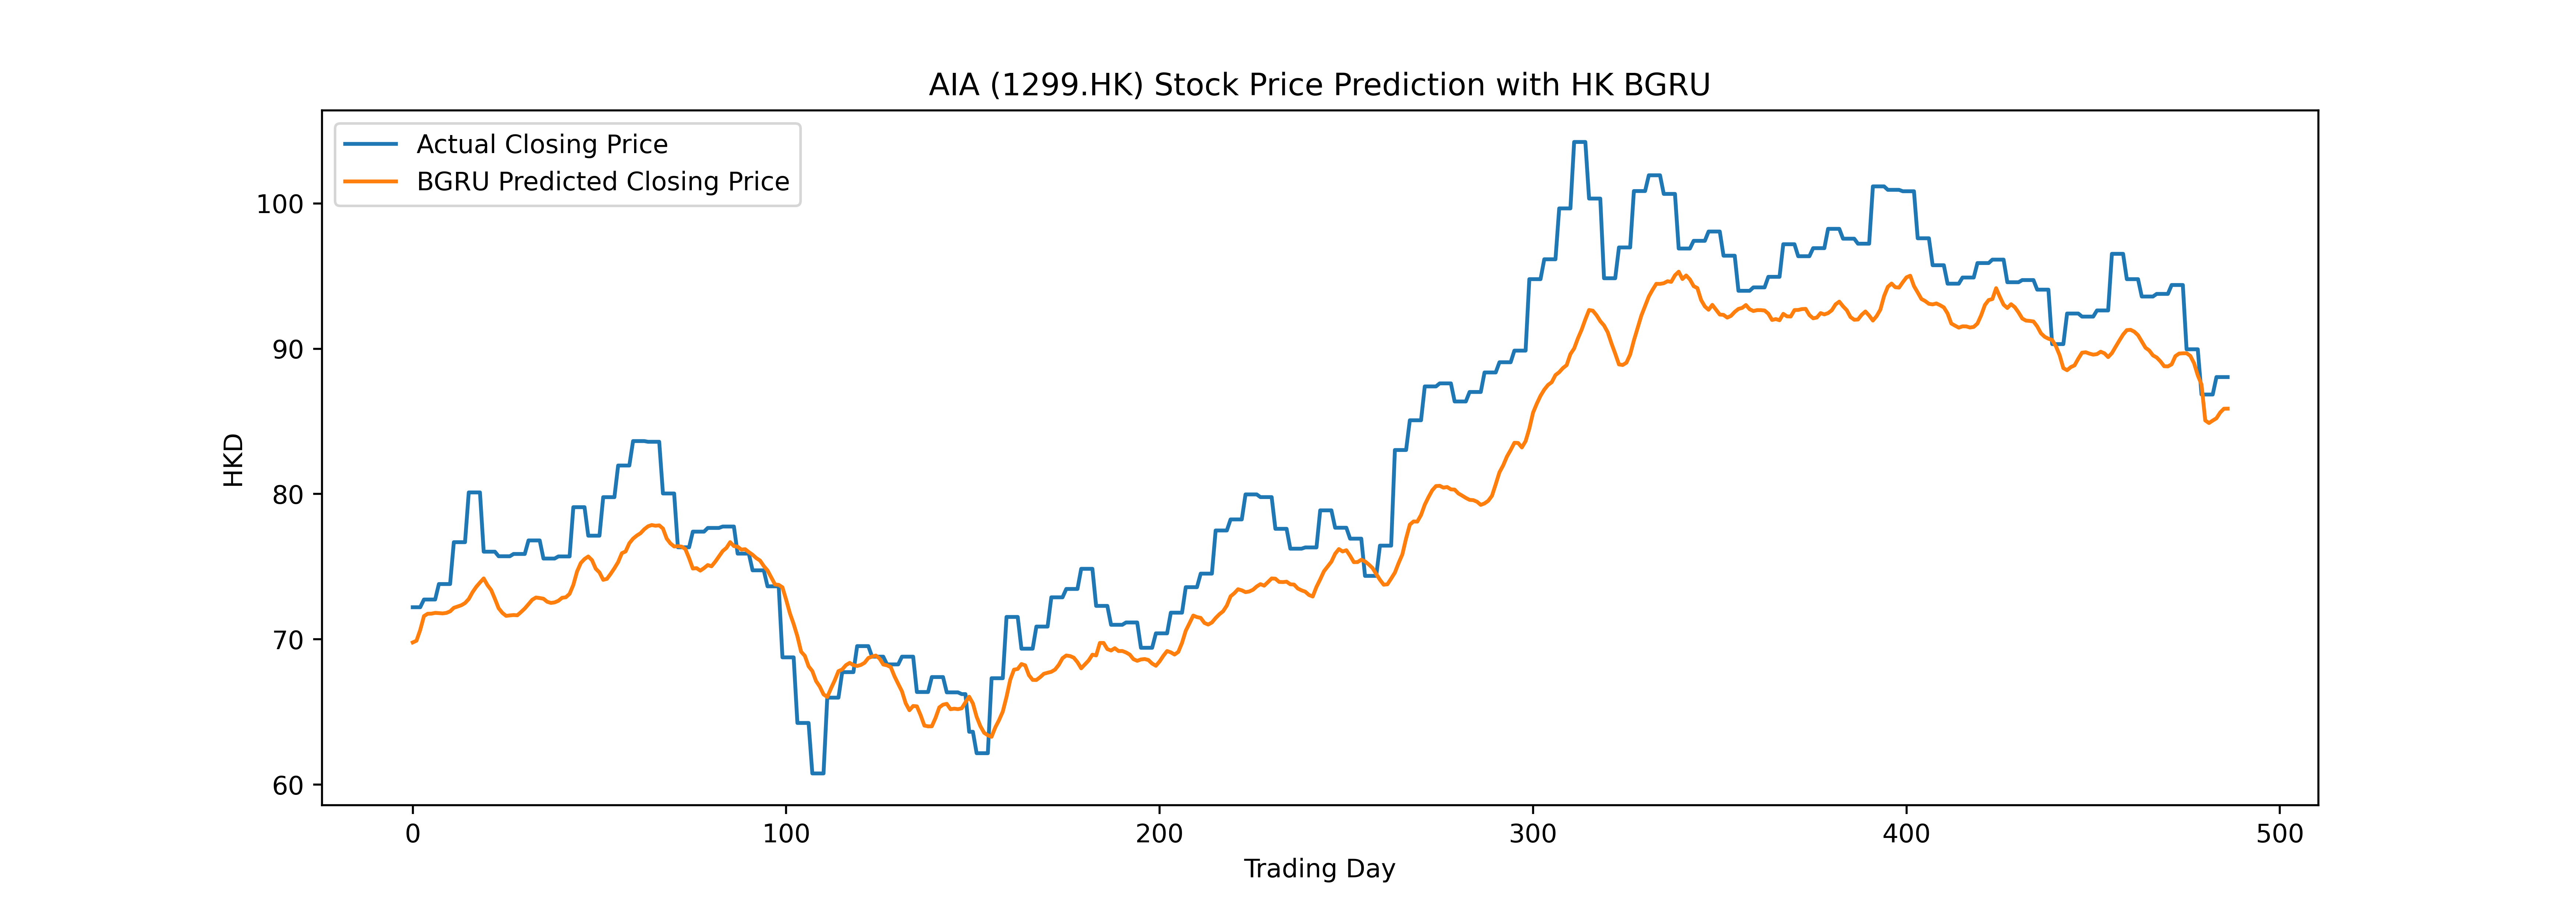 AIA (1299.HK) Stock Price Prediction with HK BGRU
Actual Closing Price
BGRU Predicted Closing Price
100
90
80
70
60
HKD
0 100 200 300 400 500
Trading Day